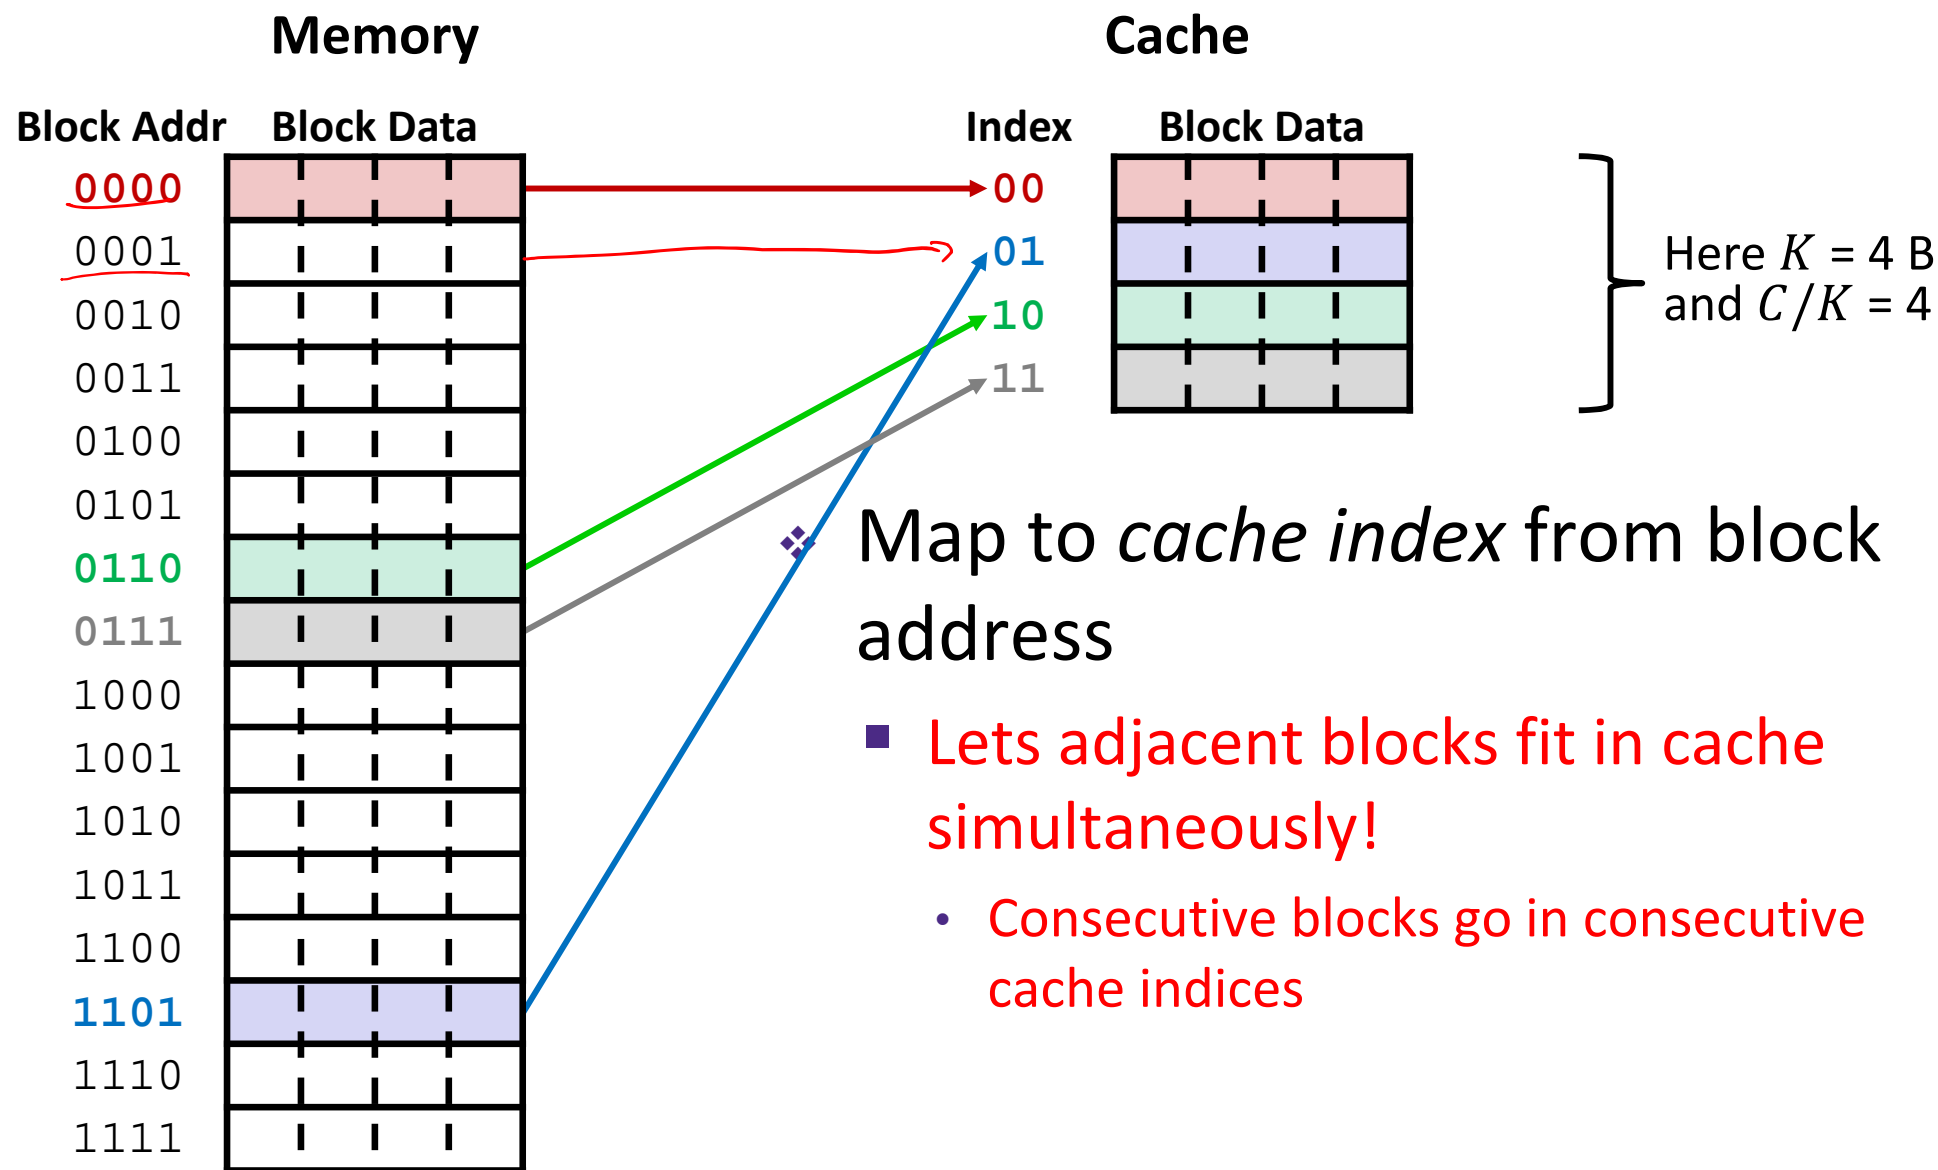 Memory
Cache
Block Addr Block Data
Index Block Data
0000
0001
0010
0011
0100
0101
0110
0111
1000
1001
1010
1011
1100
1101
1110
1111
00
01
10
11
Here K = 4 B
and C/K = 4
Map to cache index from block
address
Lets adjacent blocks fit in cache
simultaneously!
Consecutive blocks go in consecutive
cache indices